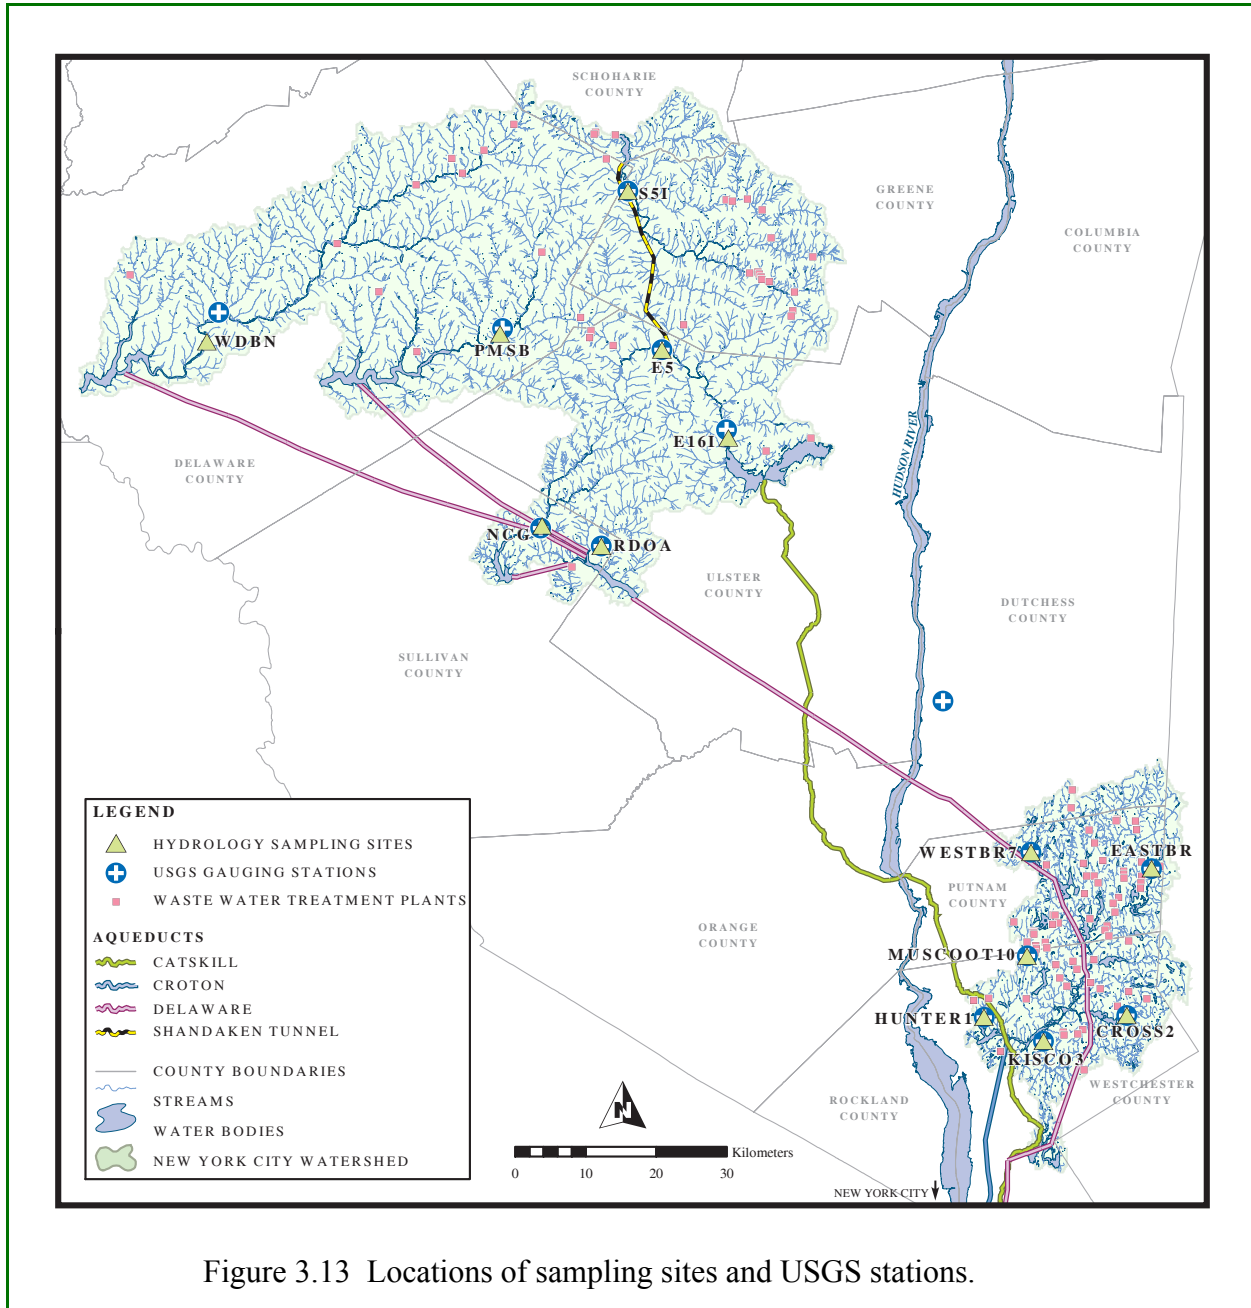 SCHOHARIE
COUNTY
GREENE
COUNTY
COLUMBIA
COUNTY
S5I
WDBN
PMSB
E5
E16I
HUDSON RIVER
DELAWARE
COUNTY
NCG
RDOA
ULSTER
COUNTY
DUTCHESS
COUNTY
SULLIVAN
COUNTY
LEGEND
HYDROLOGY SAMPLING SITES
USGS GAUGING STATIONS
WASTE WATER TREATMENT PLANTS
AQUEDUCTS
CATSKILL
CROTON
DELAWARE
SHANDAKEN TUNNEL
COUNTY BOUNDARIES
STREAMS
WATER BODIES
NEW YORK CITY WATERSHED
WESTBR7
EASTBR
PUTNAM
COUNTY
ORANGE
COUNTY
MUSCOOT10
HUNTER1
CROSS2
KISCO3
WESTCHESTER
COUNTY
ROCKLAND
COUNTY
N
Kilometers
0 10 20 30
NEW YORK CITY
Figure 3.13 Locations of sampling sites and USGS stations.